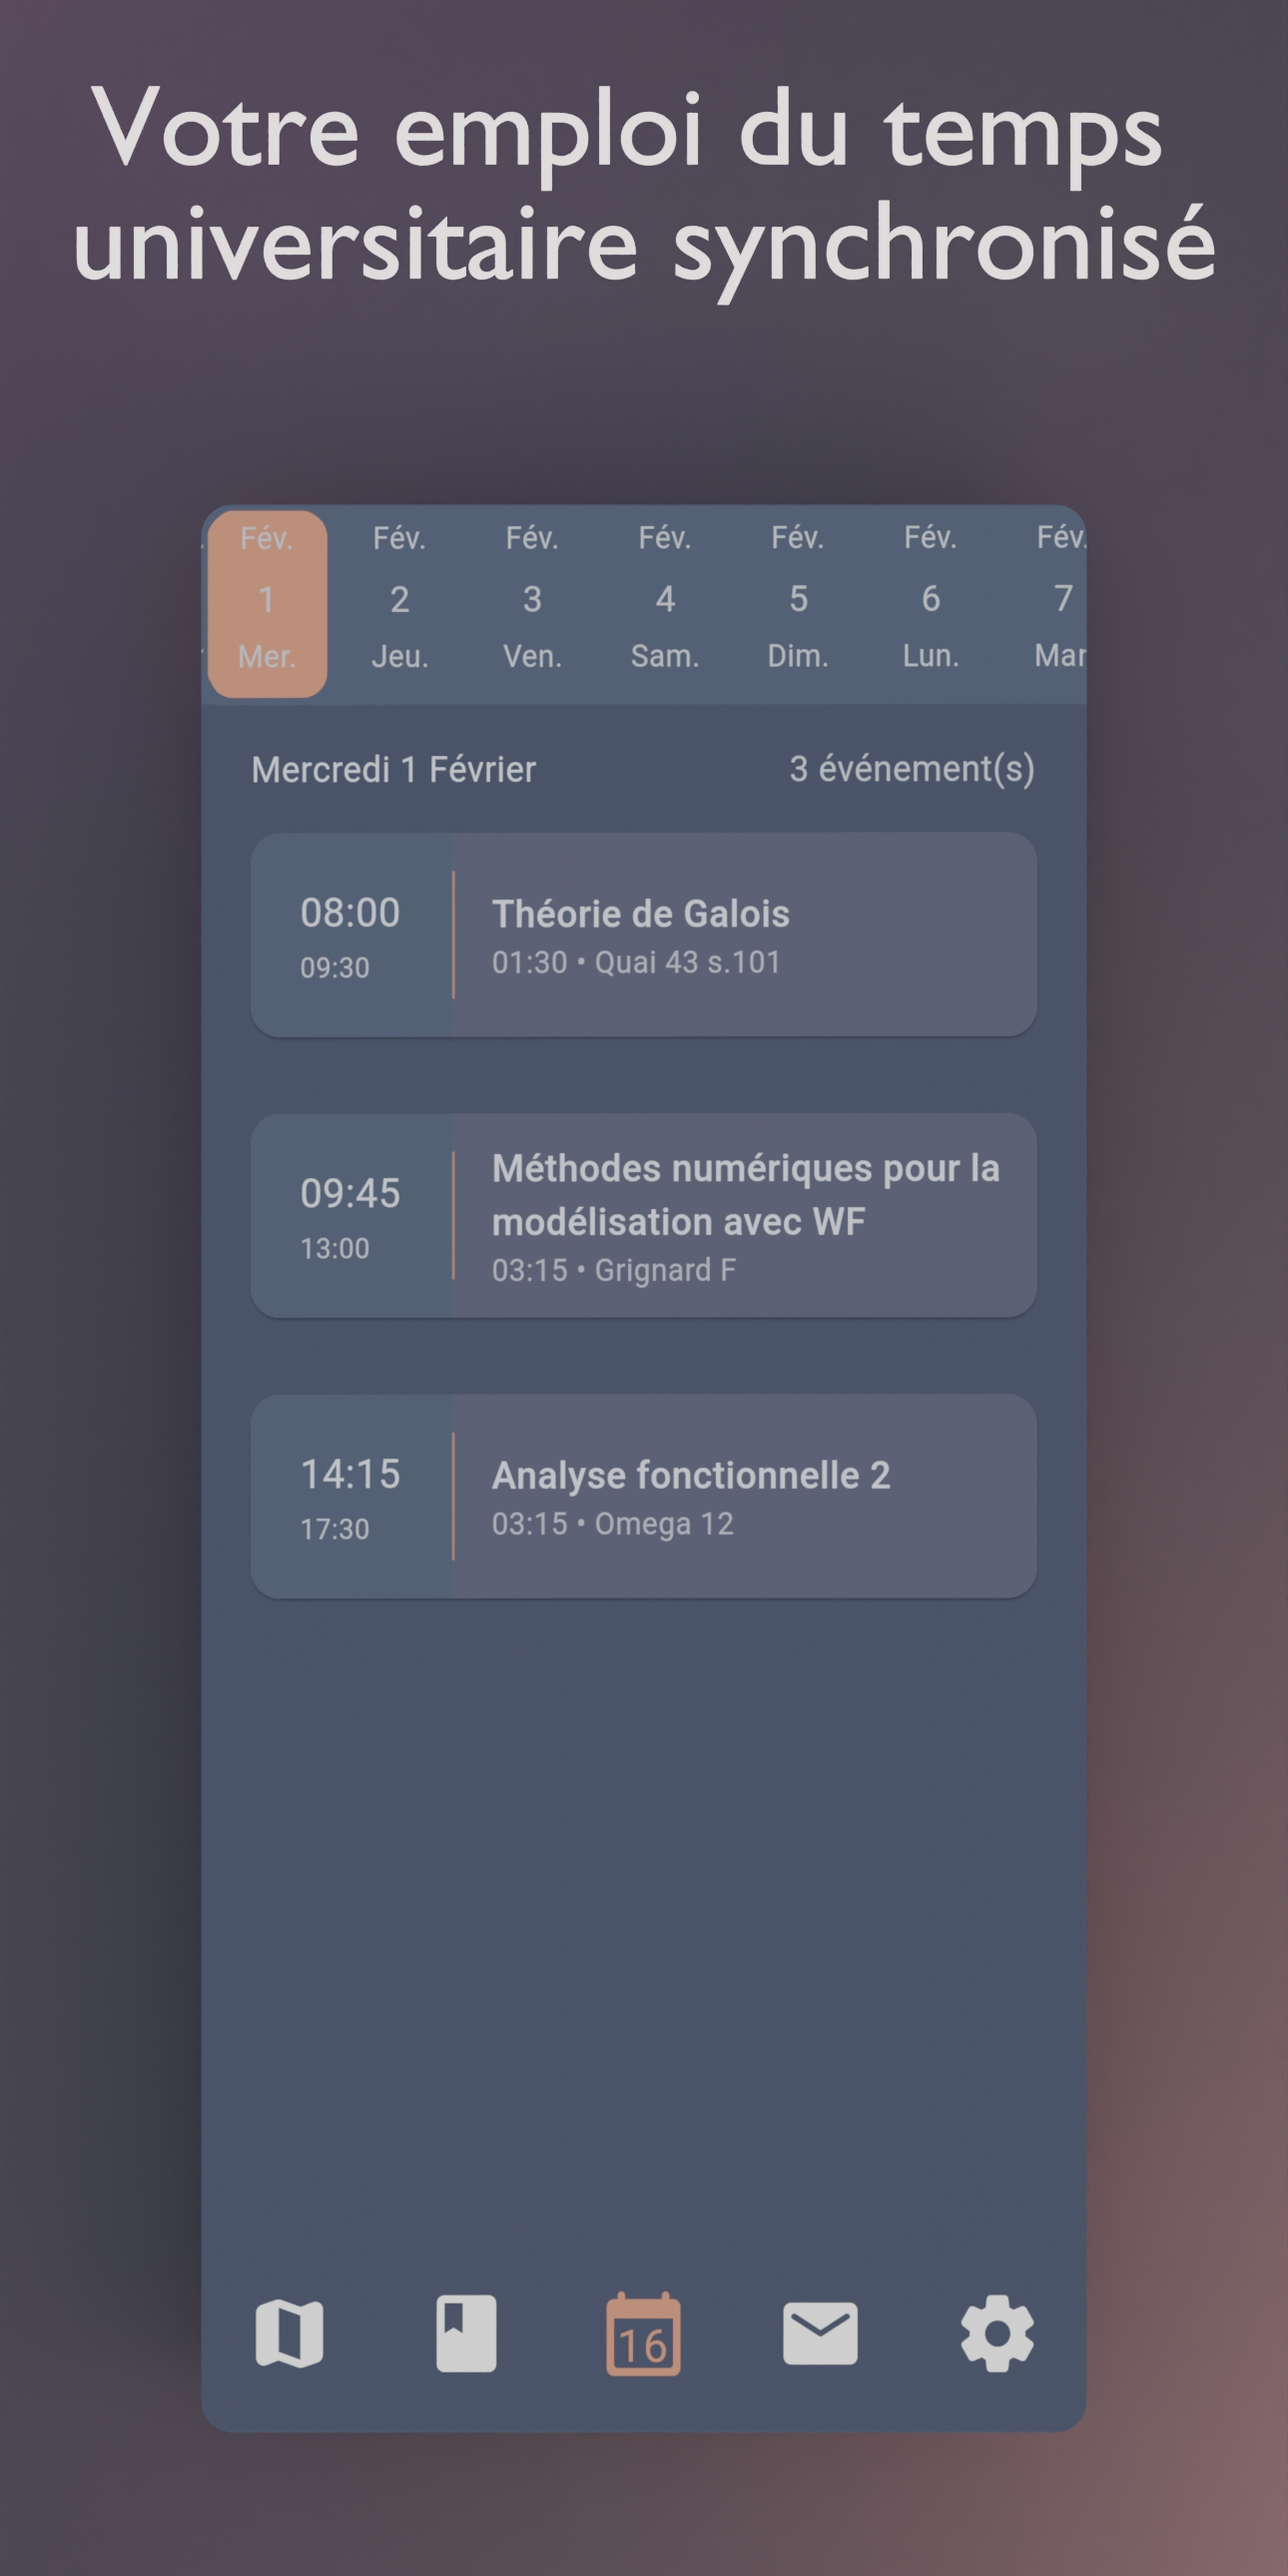 Votre emploi du temps
universitaire synchronisé
Fév. Fév. Fév. Fév. Fév. Fév. Fév.
1 2 3 4 5 6 7
Mer. Jeu. Ven. Sam. Dim. Lun. Mar
Mercredi 1 Février 3 événement(s)
08:00 Théorie de Galois
09:30 01:30 • Quai 43 s.101
Méthodes numériques pour la
09:45 modélisation avec WF
13:00 03:15 • Grignard F
14:15 Analyse fonctionnelle 2
17:30 03:15 • Omega 12
16